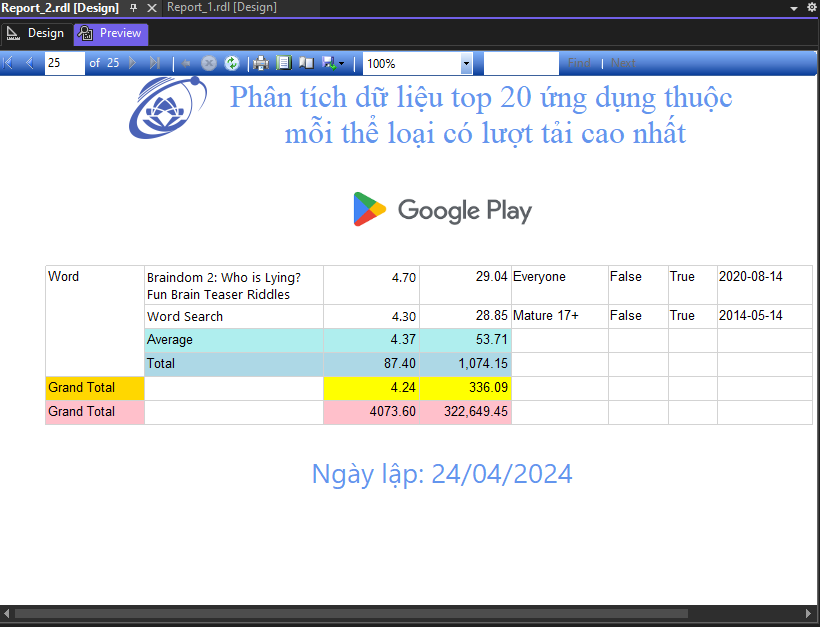 Report_2.rdl [Design]
Report_1.rdl [Design]
Design
Preview
25 of 25 100% Find | Next
Phân tích dữ liệu top 20 ứng dụng thuộc
mỗi thể loại có lượt tải cao nhất
Google Play
Word Braindom 2: Who is Lying? 4.70 29.04 Everyone False True 2020-08-14
Fun Brain Teaser Riddles
Word Search 4.30 28.85 Mature 17+ False True 2014-05-14
Average 4.37 53.71
Total 87.40 1,074.15
Grand Total 4.24 336.09
Grand Total 4073.60 322,649.45
Ngày lập: 24/04/2024